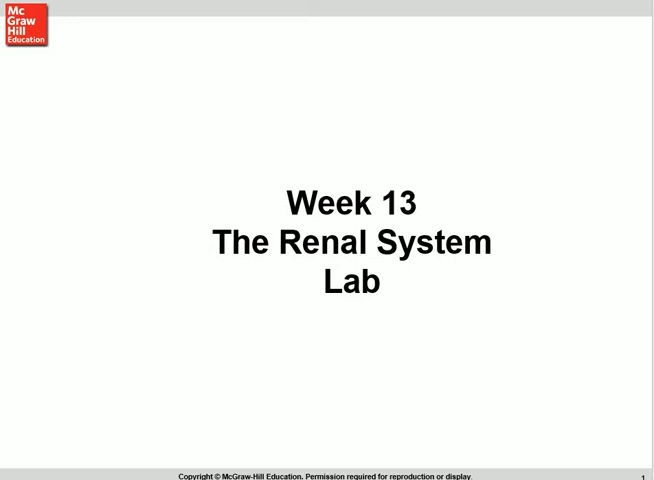 Mc
Graw
Hill
Education
Week 13
The Renal System
Lab
Copyright © McGraw-Hill Education. Permission required for reproduction or display.
1